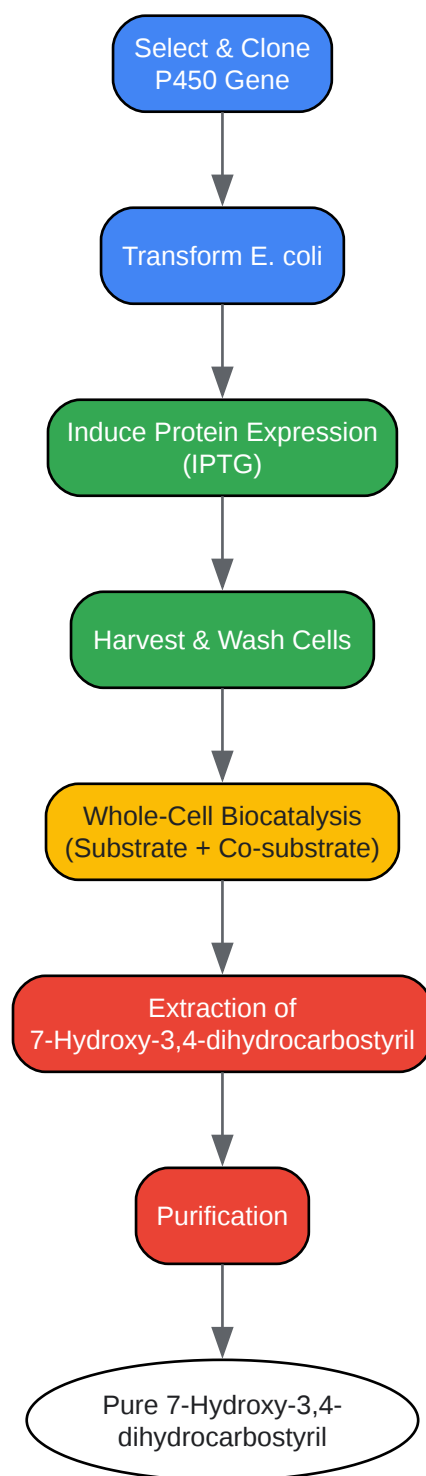 Select & Clone
P450 Gene
Transform E. coli
Induce Protein Expression
(IPTG)
Harvest & Wash Cells
Whole-Cell Biocatalysis
(Substrate + Co-substrate)
Extraction of
7-Hydroxy-3,4-dihydrocarbostyril
Purification
Pure 7-Hydroxy-3,4-
dihydrocarbostyril